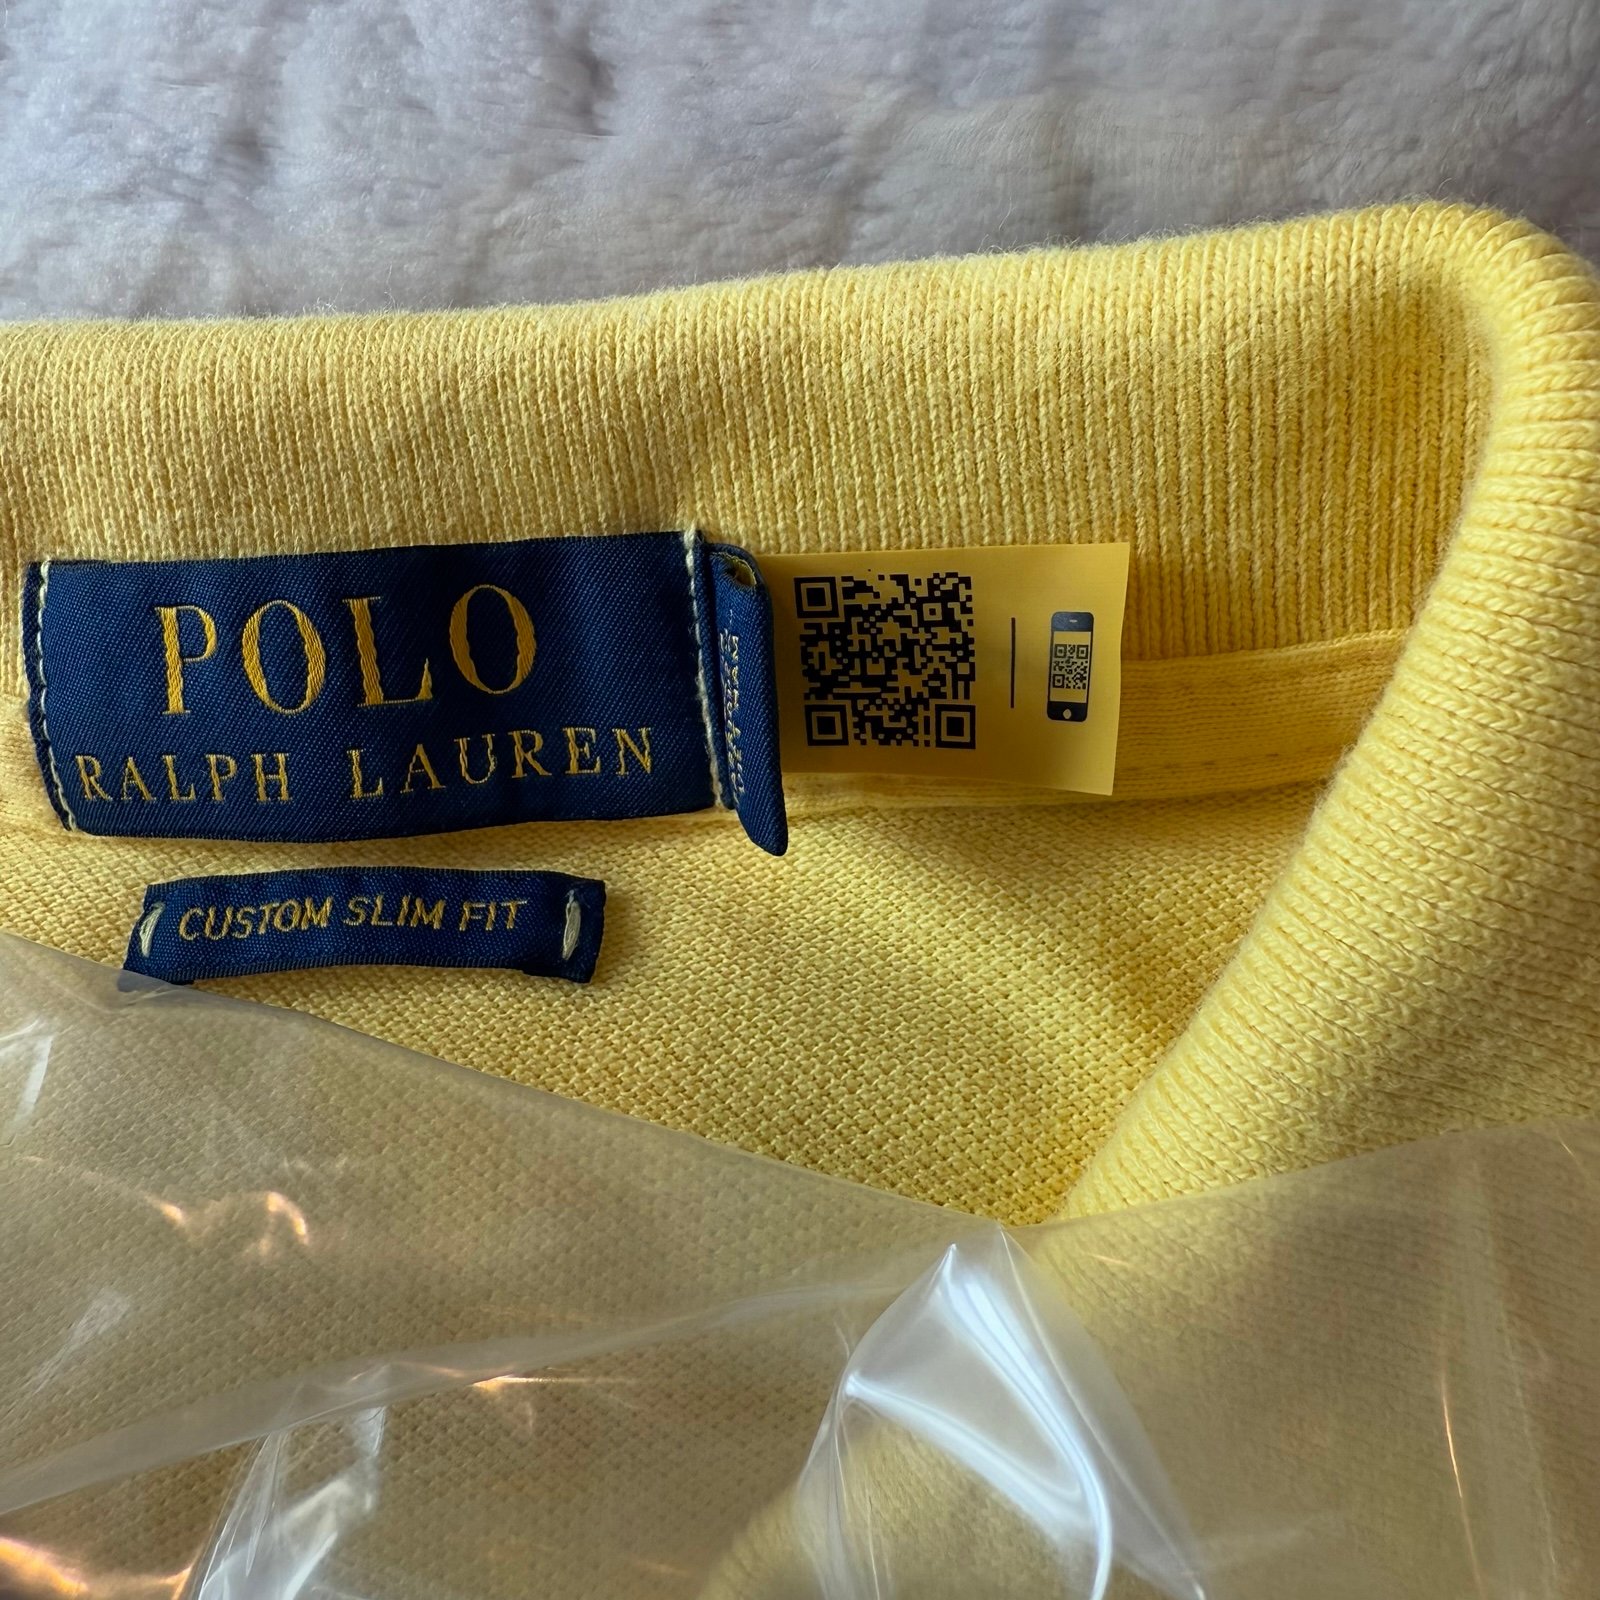 POLO
RALPH LAUREN
CUSTOM SLIM FIT